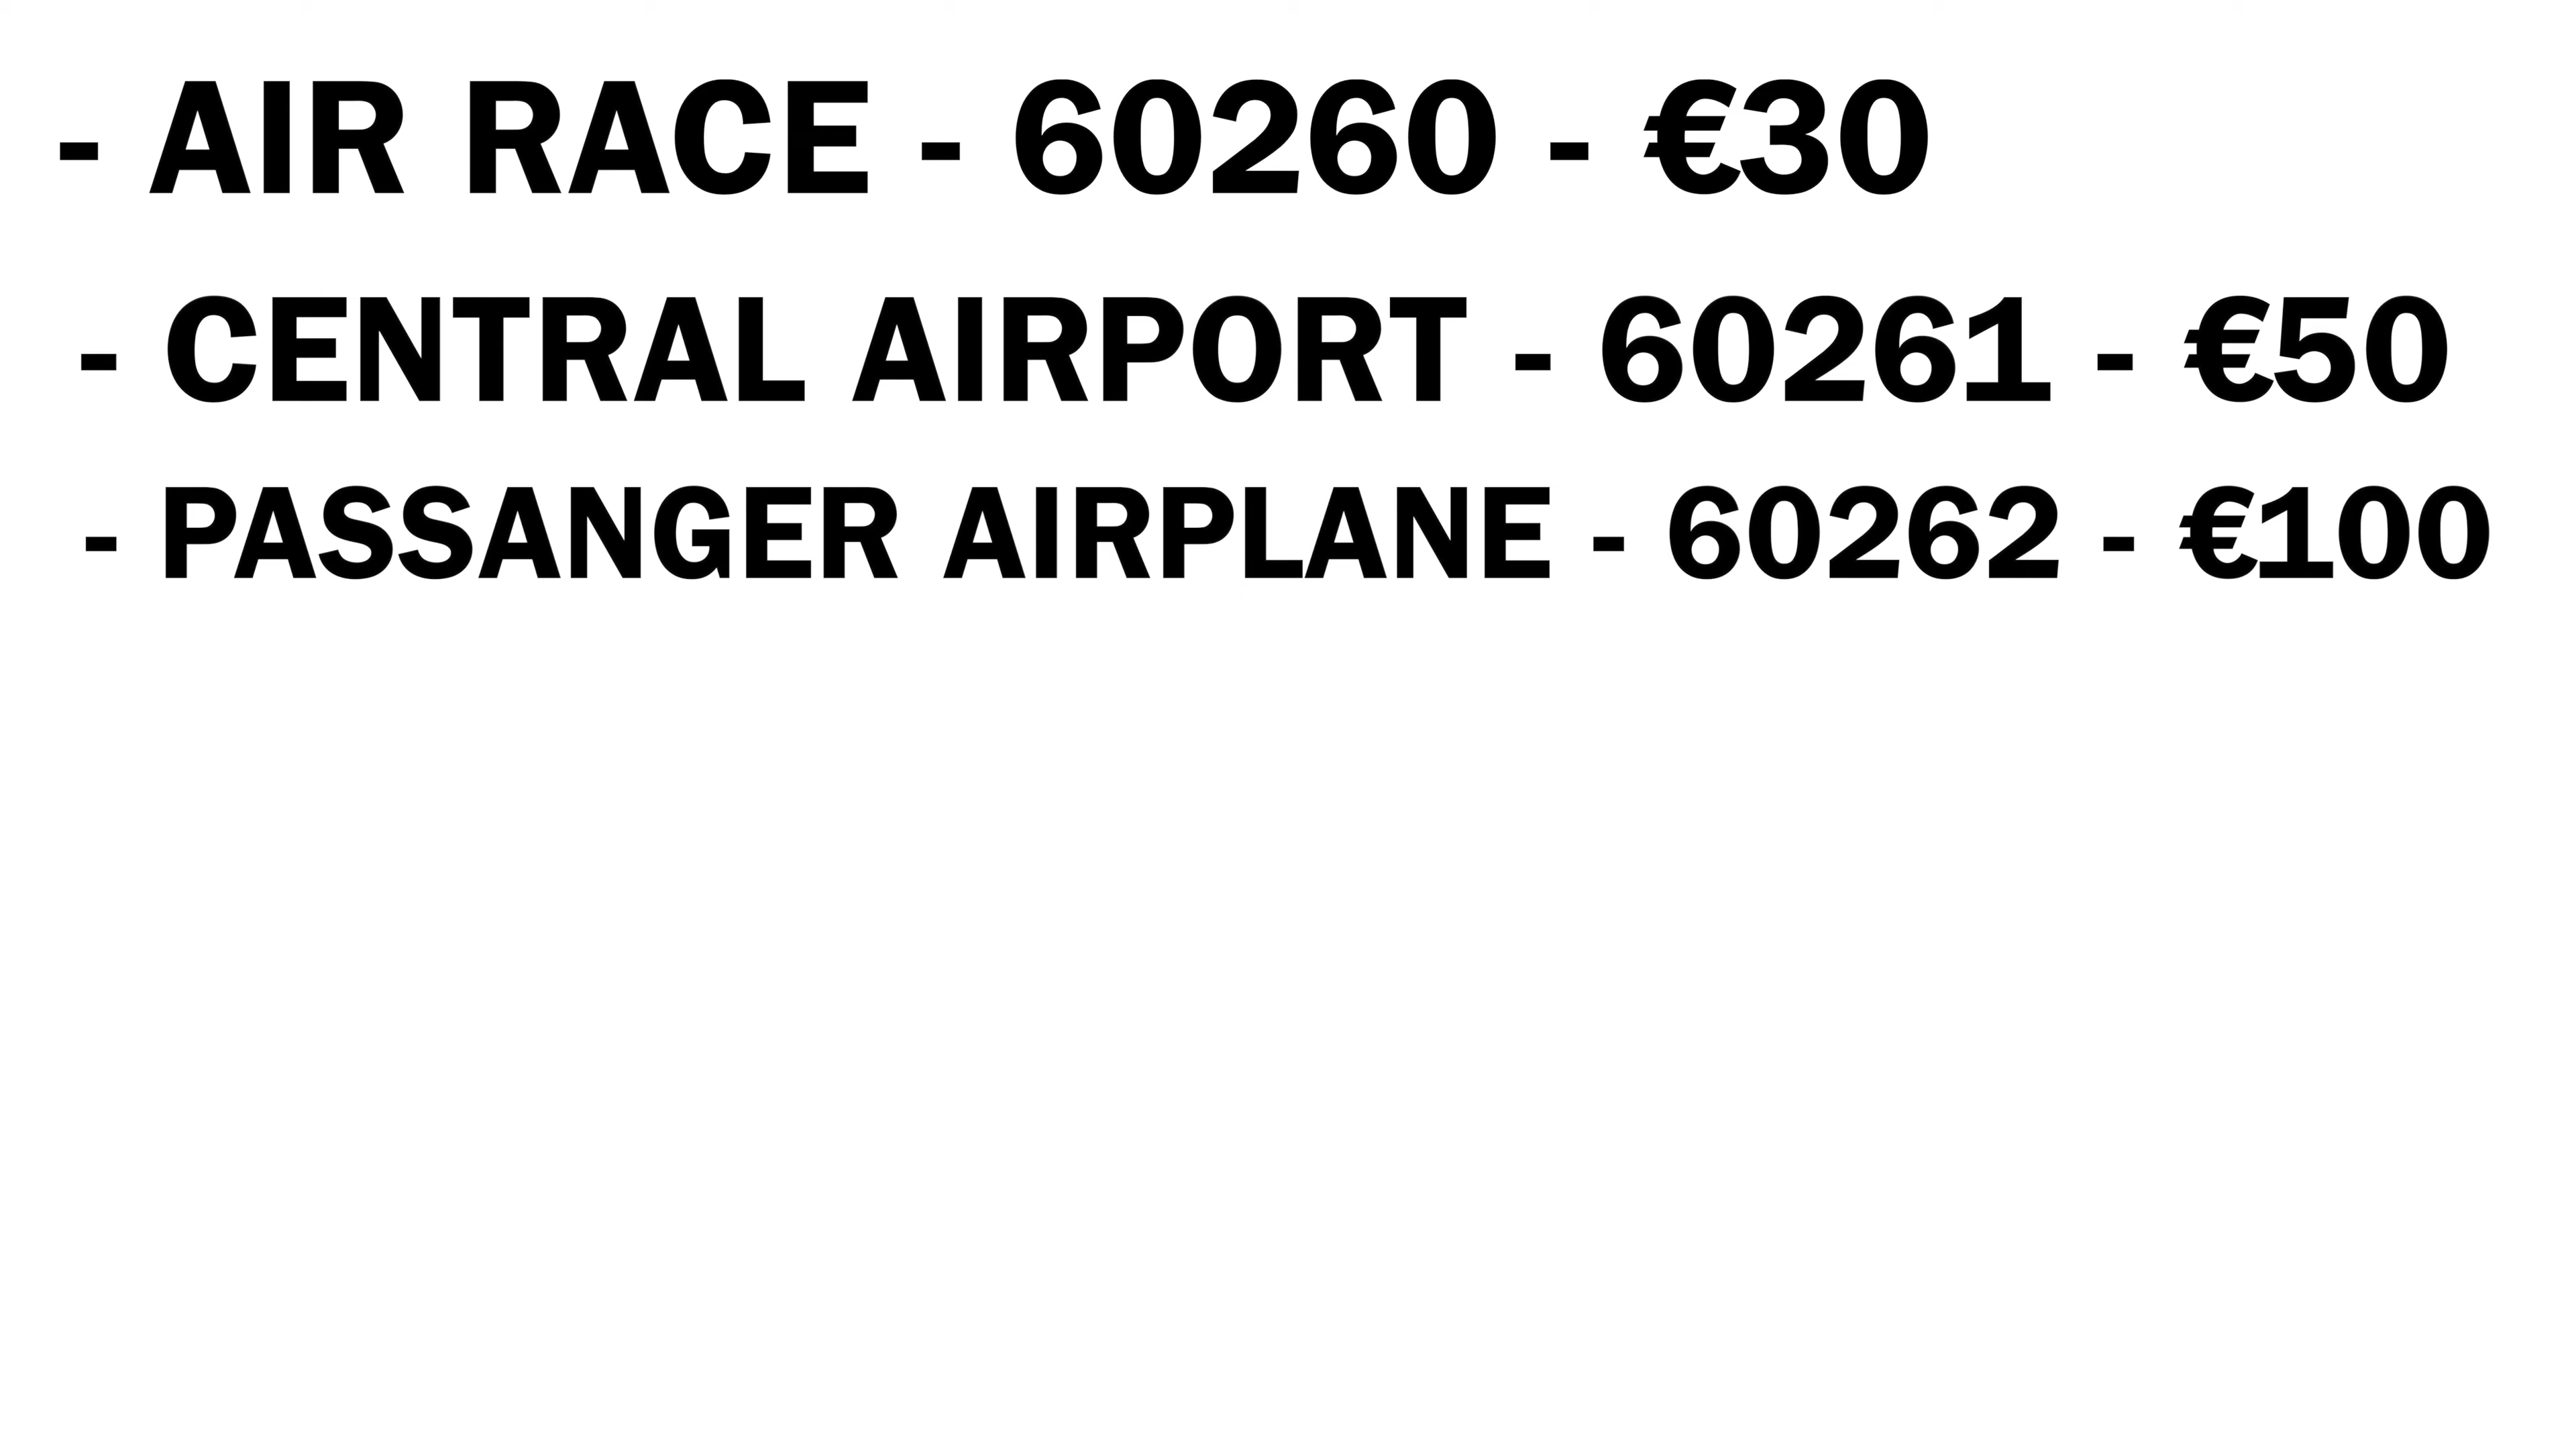 - AIR RACE - 60260 - €30
- CENTRAL AIRPORT - 60261 - €50
- PASSANGER AIRPLANE - 60262 - €100